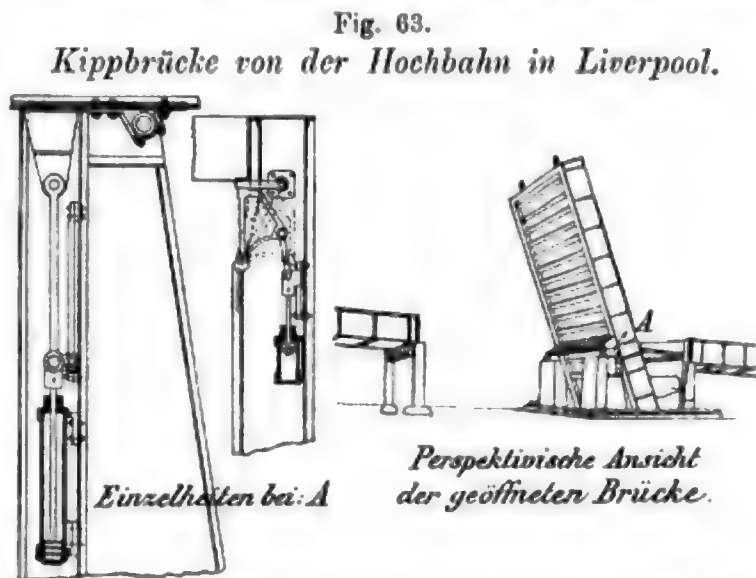 Fig. 63.
Kippbrücke von der Hochbahn in Liverpool.
A
Einzelheiten bei: A
Perspektivische Ansicht
der geöffneten Brücke.